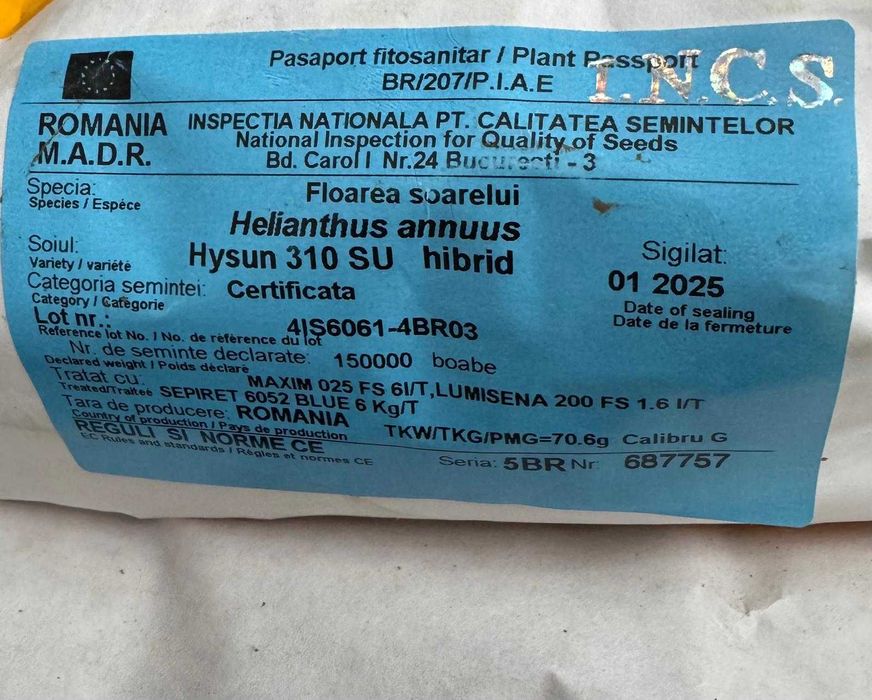 Pasaport fitosanitar / Plant Passport
BR/207/P.I.A.E
I.N.C.S.
ROMANIA
M.A.D.R.
INSPECTIA NATIONALA PT. CALITATEA SEMINTELOR
National Inspection for Quality of Seeds
Bd. Carol I Nr.24 Bucuresti - 3
Specia:
Species / Espéce
Floarea soarelui
Helianthus annuus
Soiul:
Variety / variété
Hysun 310 SU hibrid
Sigilat:
01 2025
Date of sealing
Date de la fermeture
Categoria semintei: Certificata
Category / Catégorie
Lot nr.: 4IS6061-4BR03
Reference lot No. / No. de réference du lot
Nr. de seminte declarate: 150000 boabe
Declared weight / Poids déclaré
Tratat cu: MAXIM 025 FS 6l/T,LUMISENA 200 FS 1.6 l/T
Treated/Traitee SEPIRET 6052 BLUE 6 Kg/T
Tara de producere: ROMANIA
Country of production / Pays de production
TKW/TKG/PMG=70.6g Calibru G
REGULI SI NORME CE
EC Rules and standards / Règles et normes CE
Seria: 5BR Nr: 687757